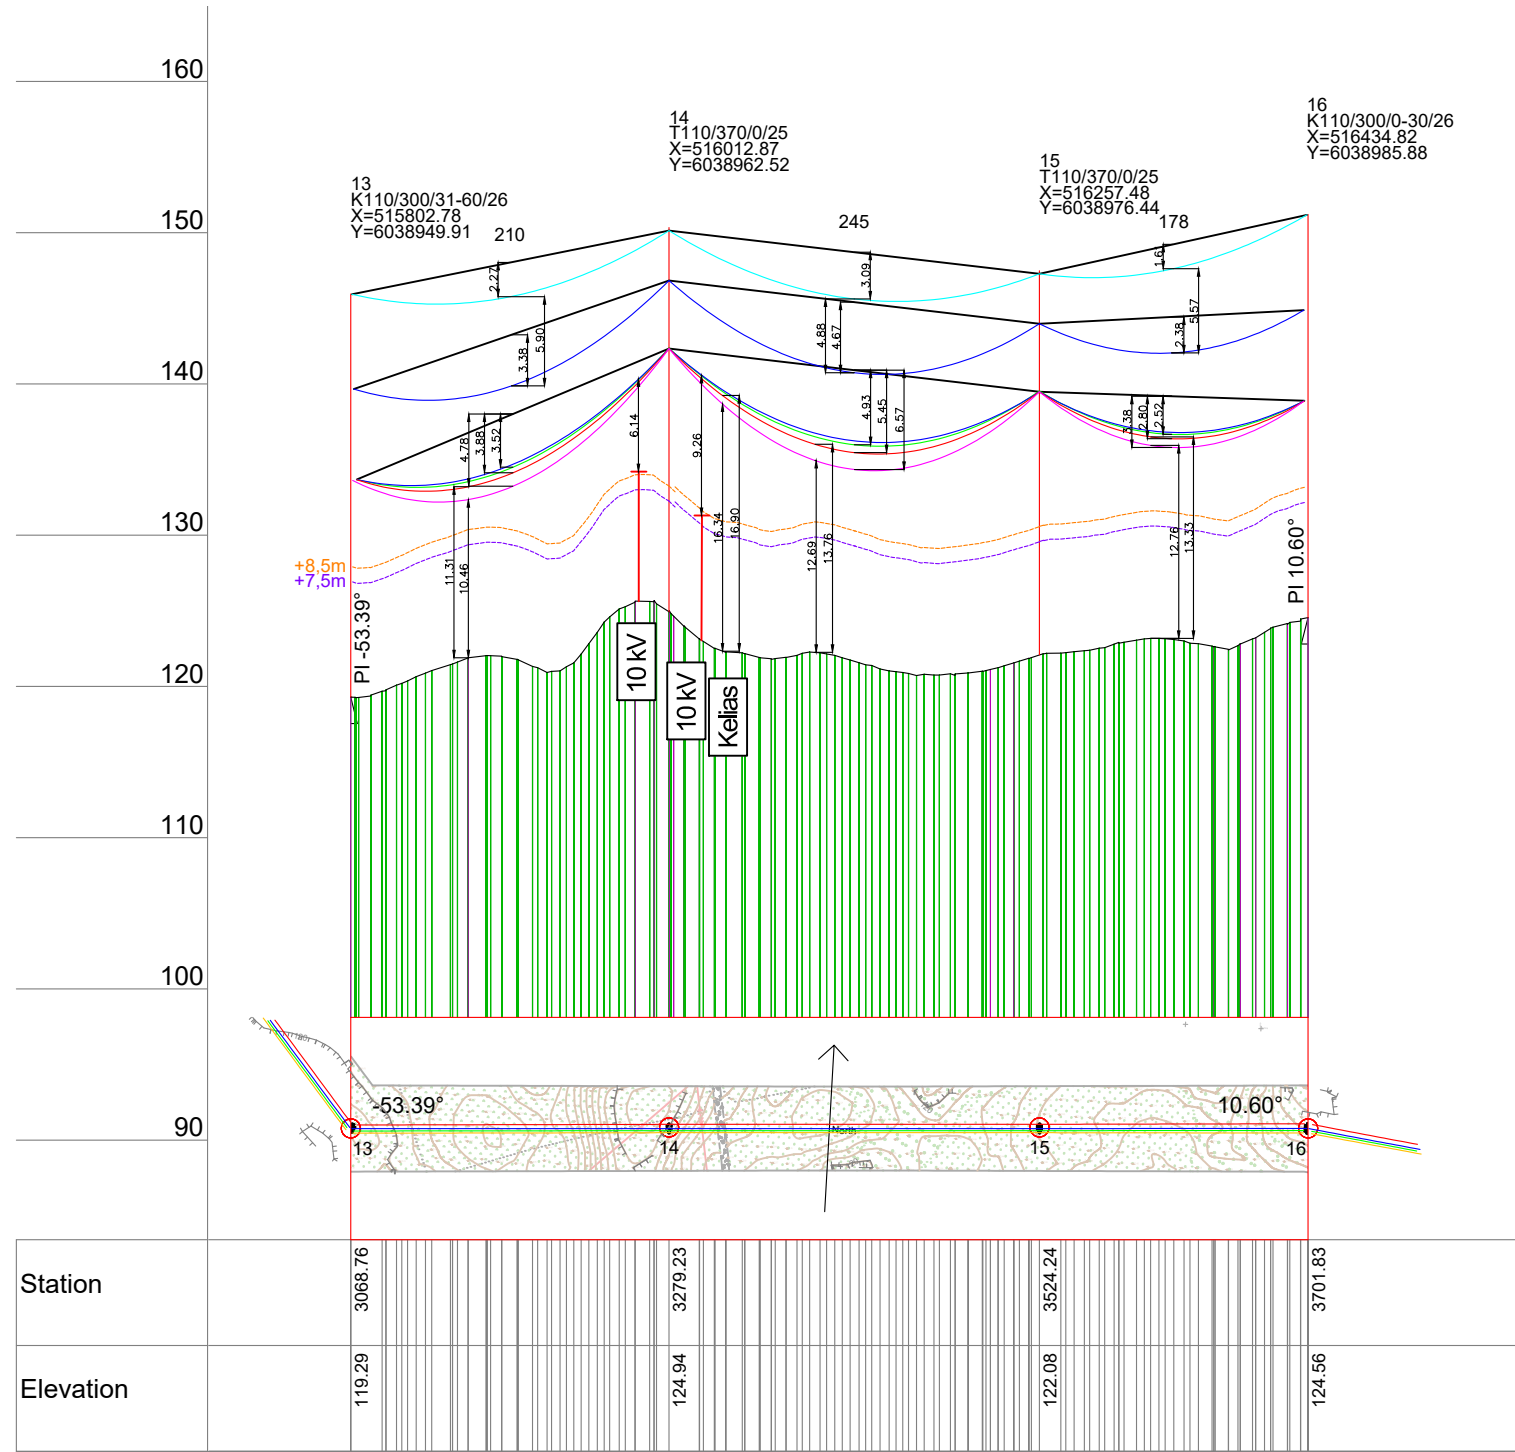 160
150
140
130
120
110
100
90
13
K110/300/31-60/26
X=515802.78
Y=6038949.91
14
T110/370/0/25
X=516012.87
Y=6038962.52
15
T110/370/0/25
X=516257.48
Y=6038976.44
16
K110/300/0-30/26
X=516434.82
Y=6038985.88
210
245
178
2.27
5.90
3.38
4.78
3.88
3.52
11.31
10.46
6.14
9.26
16.34
16.90
3.09
4.88
4.67
4.93
5.45
6.57
12.69
13.76
5.57
2.38
3.38
2.80
2.52
12.76
13.33
+8,5m
+7,5m
PI -53.39°
PI 10.60°
10 kV
10 kV
Kelias
-53.39°
10.60°
North
13
14
15
16
Station
3068.76
3279.23
3524.24
3701.83
Elevation
119.29
124.94
122.08
124.56